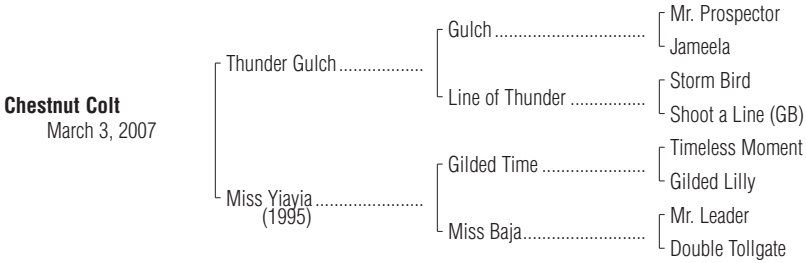 Chestnut Colt
March 3, 2007
Thunder Gulch..................
Miss Yiayia.......................
(1995)
Gulch................................
Line of Thunder ................
Gilded Time ......................
Miss Baja..........................
Mr. Prospector
Jameela
Storm Bird
Shoot a Line (GB)
Timeless Moment
Gilded Lilly
Mr. Leader
Double Tollgate